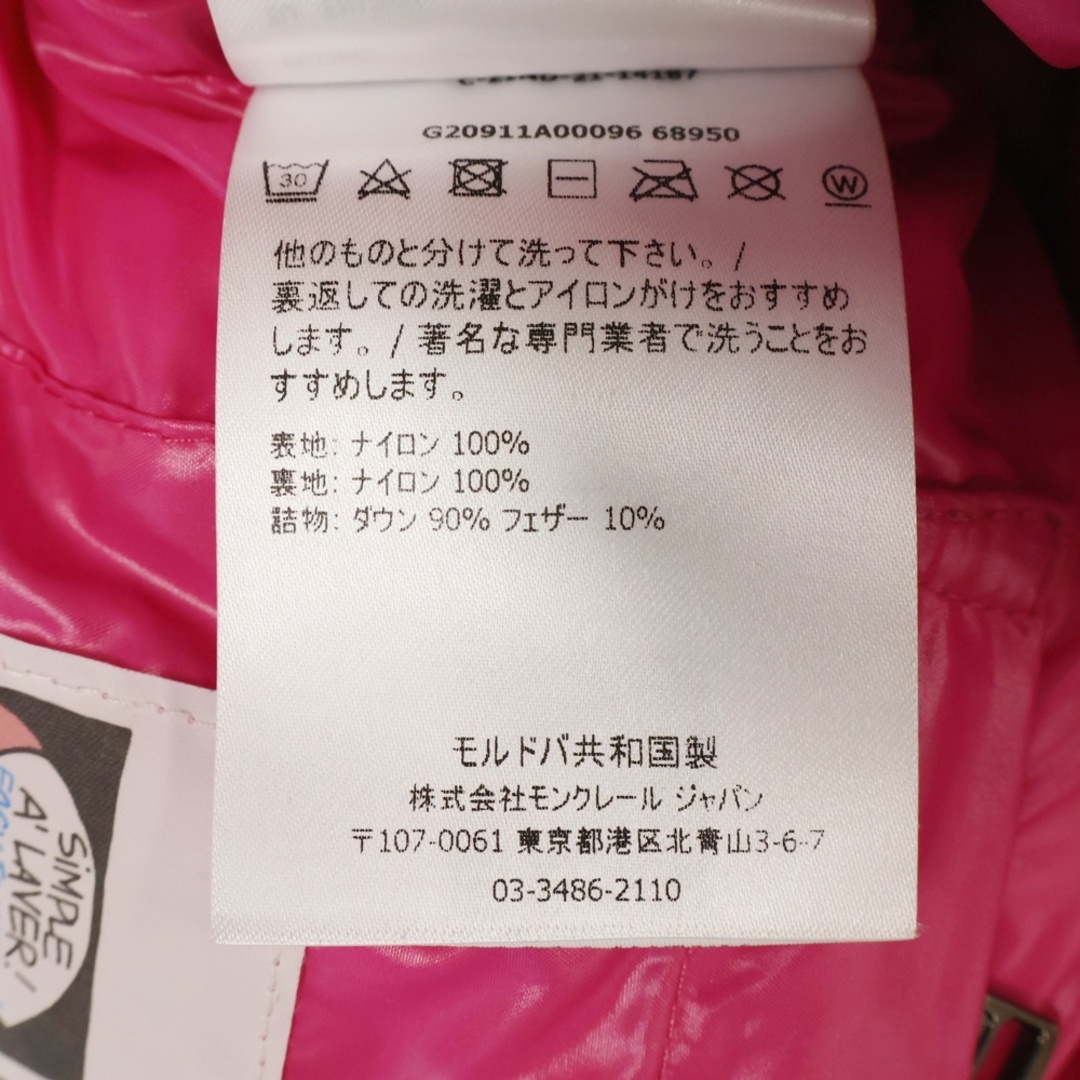 G20911A00096 68950
30
W
他のものと分けて洗って下さい。/
裏返しての洗濯とアイロンがけをおすすめ
します。/ 著名な専門業者で洗うことをお
すすめします。
表地: ナイロン 100%
裏地: ナイロン 100%
詰物: ダウン 90% フェザー 10%
モルドバ共和国製
株式会社モンクレール ジャパン
〒107-0061 東京都港区北青山3-6-7
03-3486-2110
SiMPLE
A' LAVER!